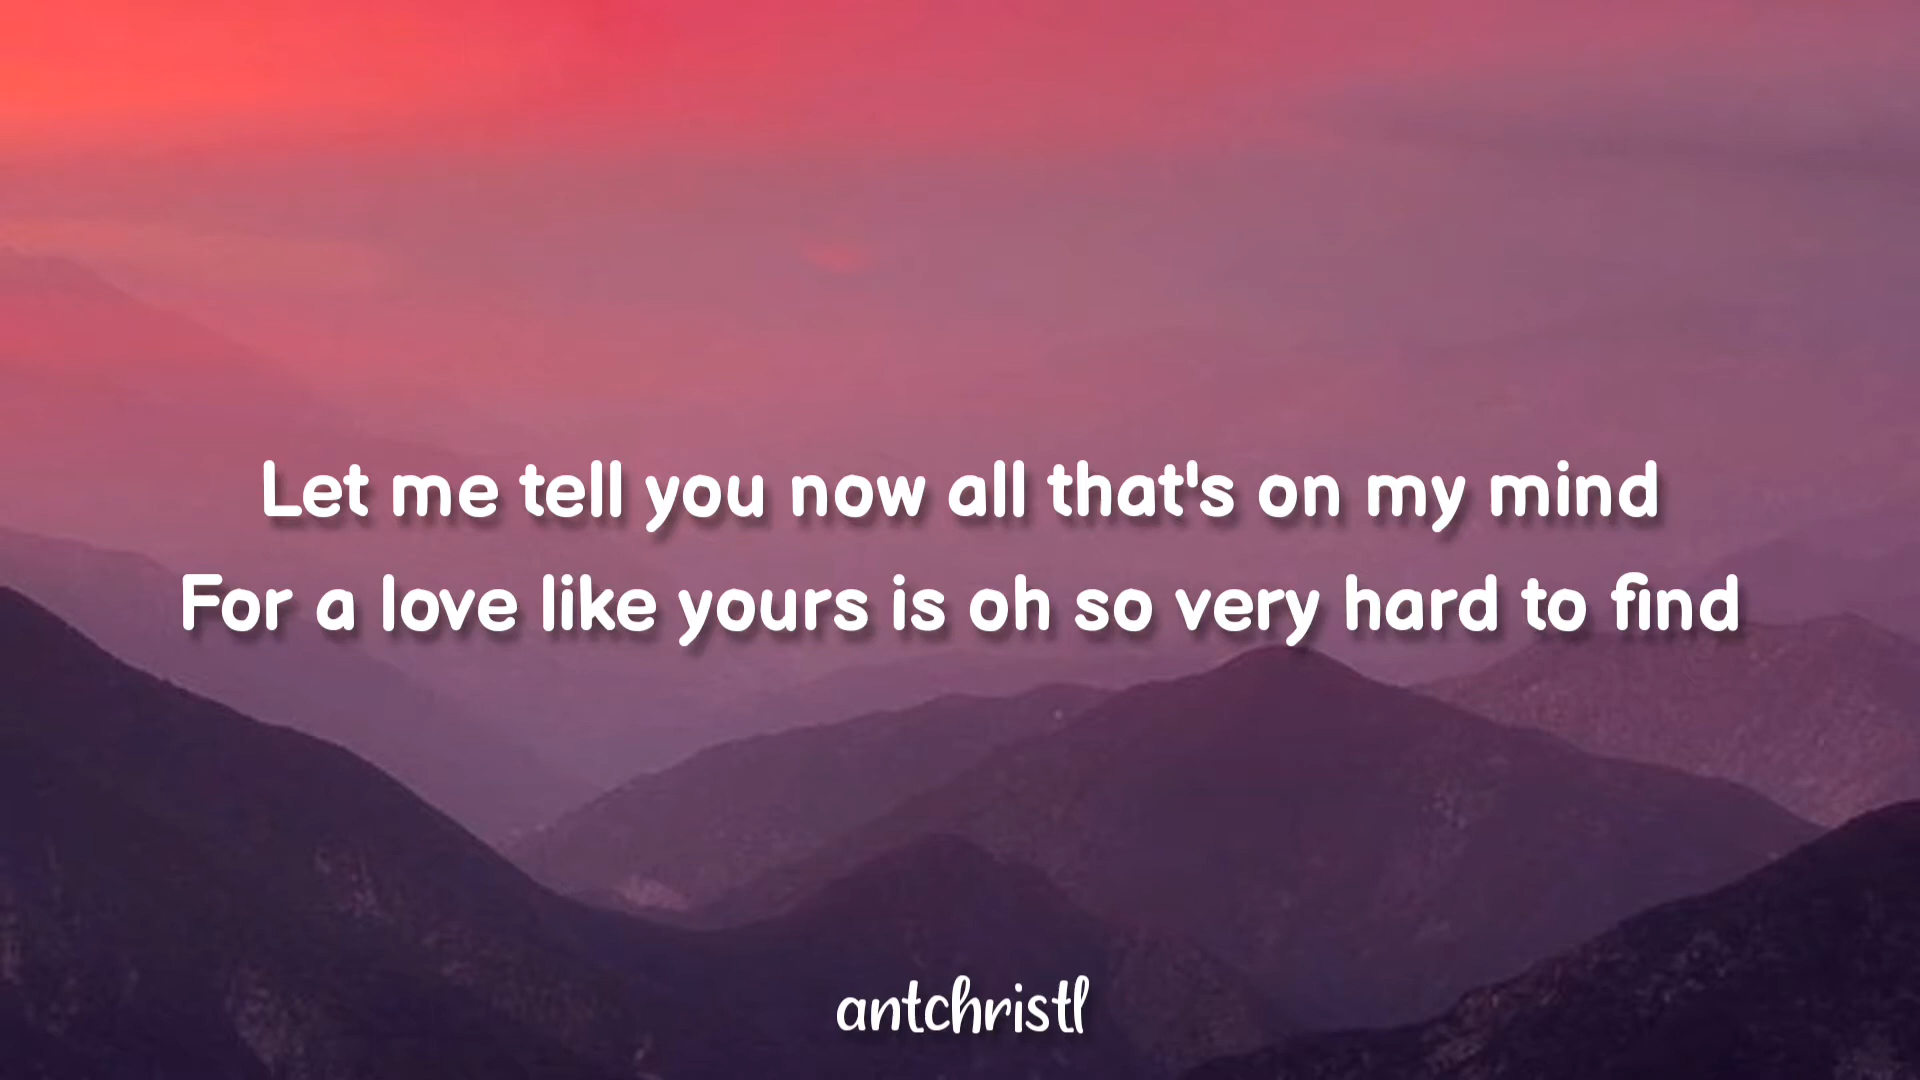 Let me tell you now all that's on my mind
For a love like yours is oh so very hard to find
antchristl